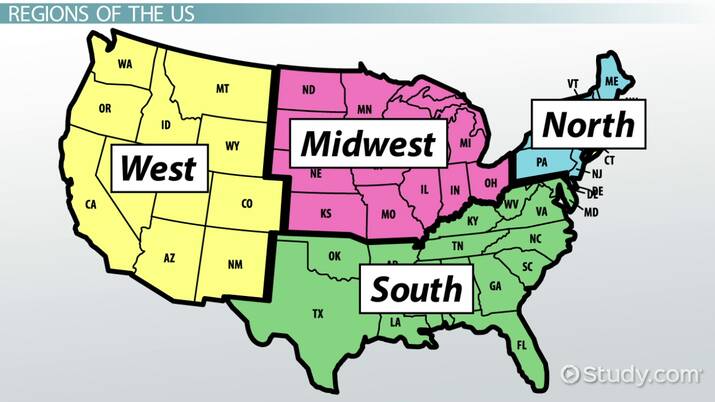 REGIONS OF THE US
WA
MT
ND
VT
ME
OR
MN
ID
North
Midwest
MI
WY
West
PA
CT
NJ
NE
IL
IN
OH
DE
CA
CO
KS
MO
KY
WV
VA
MD
AZ
NM
OK
TN
NC
SC
South
GA
TX
LA
FL
Study.com